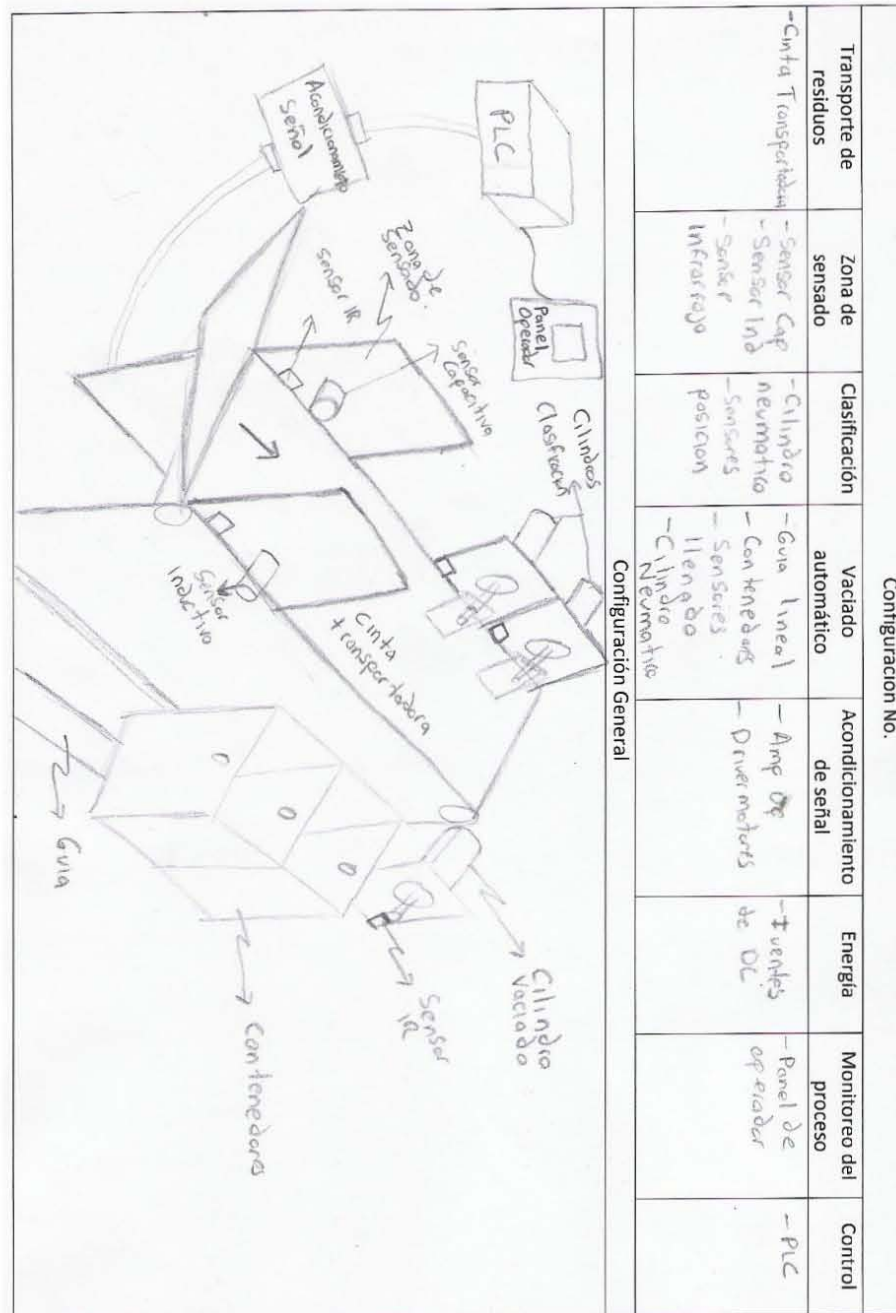 Configuración No.
Transporte de
residuos
Zona de
sensado
Clasificación
Vaciado
automático
Acondicionamiento
de señal
Energía
Monitoreo del
proceso
Control
-Cinta Transportadora
- Sensor Cap
- Sensor Ind
- Sensor
Infrarrojo
- Cilindro
neumatico
- Sensores
posicion
- Guia lineal
- Contenedores
- Sensores
llenado
- Cilindro
Neumatico
- Amp Op
- Driver motores
- Fuentes
de DC
- Panel de
operador
- PLC
Configuración General
PLC
Panel
Operador
Acondicionamiento
Señal
Zona de
sensado.
Sensor IR
Sensor
Capacitivo
Cilindros
Clasificación
Sensor
inductivo
Cinta
transportadora
Cilindro
Vaciado
Sensor
IR
Contenedores
Guia